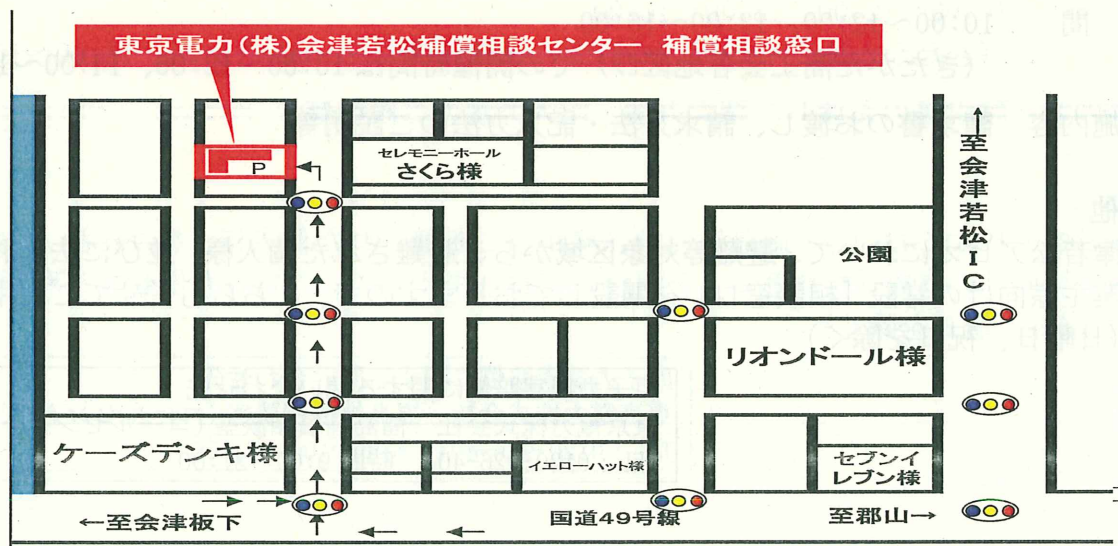 東京電力(株)会津若松補償相談センター 補償相談窓口
P
セレモニーホール
さくら様
←至会津若松IC
公園
リオンドール様
ケーズデンキ様
イエローハット様
セブンイ
レブン様
←至会津坂下
国道49号線
至郡山→